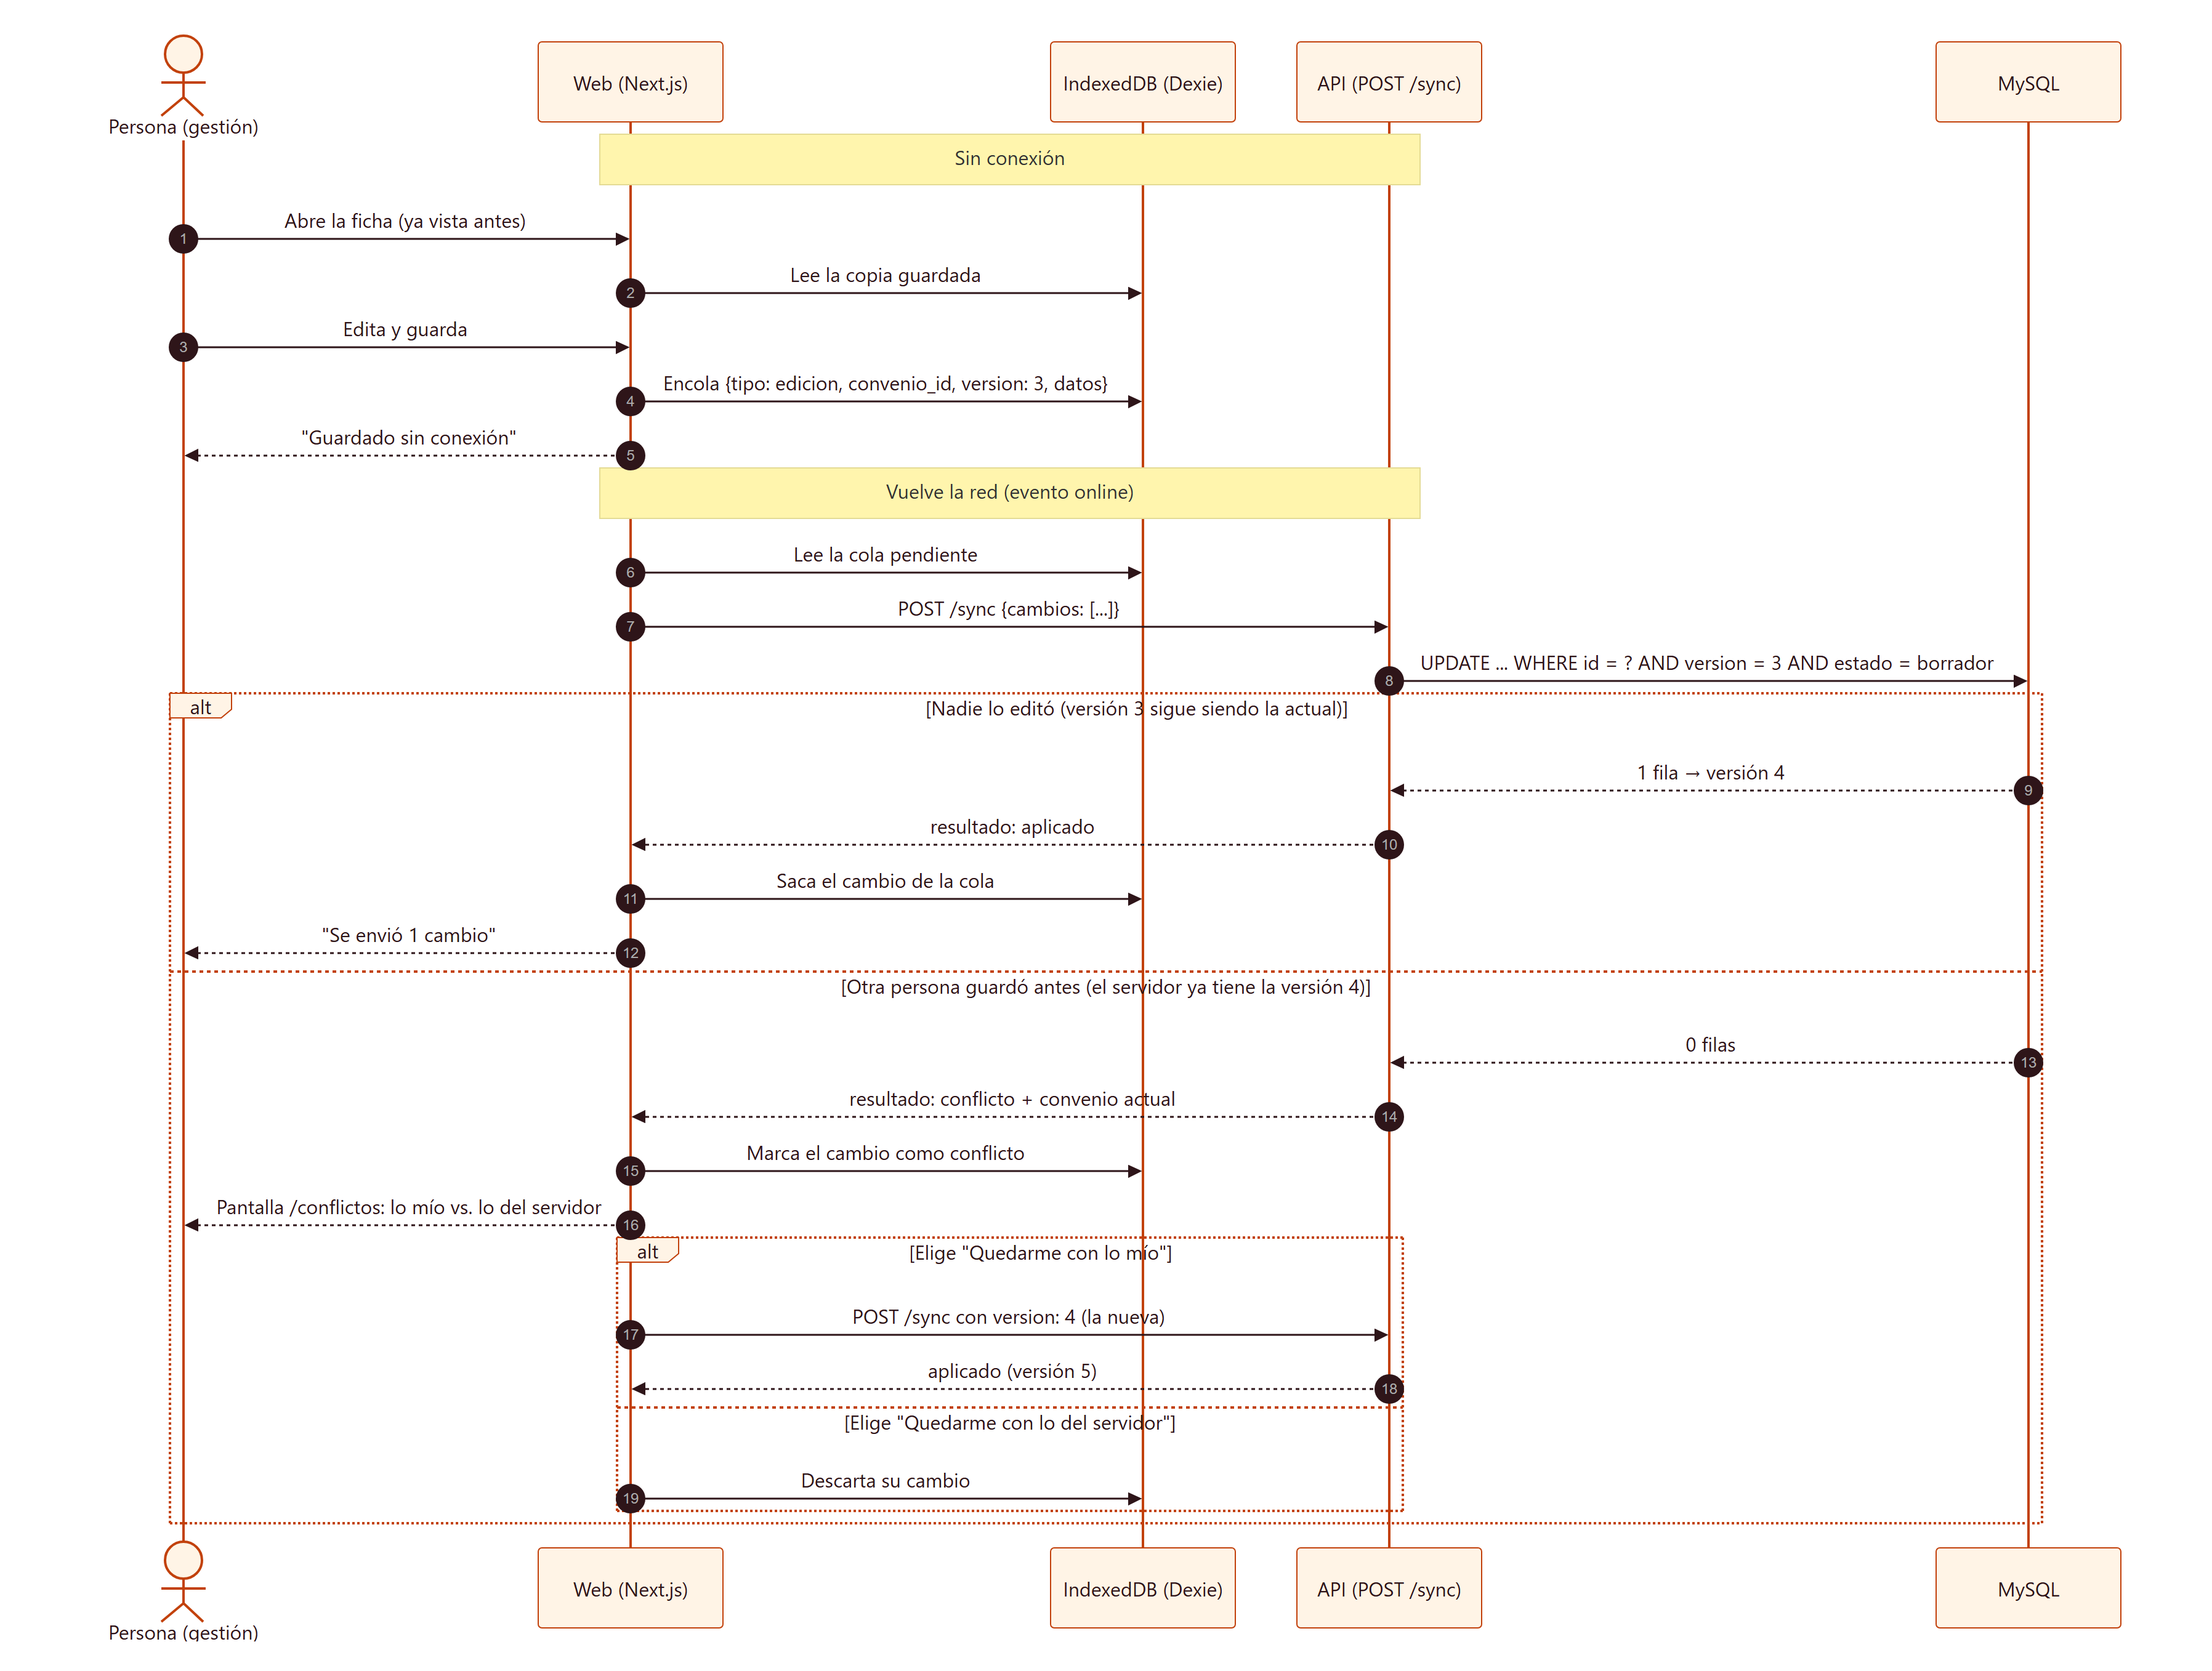 Persona (gestión)
Web (Next.js)
IndexedDB (Dexie)
API (POST /sync)
MySQL
Sin conexión
Abre la ficha (ya vista antes)
1
Lee la copia guardada
2
Edita y guarda
3
Encola {tipo: edicion, convenio_id, version: 3, datos}
4
"Guardado sin conexión"
5
Vuelve la red (evento online)
Lee la cola pendiente
6
POST /sync {cambios: [...]}
7
UPDATE ... WHERE id = ? AND version = 3 AND estado = borrador
8
alt
[Nadie lo editó (versión 3 sigue siendo la actual)]
1 fila → versión 4
9
resultado: aplicado
10
Saca el cambio de la cola
11
"Se envió 1 cambio"
12
[Otra persona guardó antes (el servidor ya tiene la versión 4)]
0 filas
13
resultado: conflicto + convenio actual
14
Marca el cambio como conflicto
15
Pantalla /conflictos: lo mío vs. lo del servidor
16
alt
[Elige "Quedarme con lo mío"]
POST /sync con version: 4 (la nueva)
17
aplicado (versión 5)
18
[Elige "Quedarme con lo del servidor"]
Descarta su cambio
19
Persona (gestión)
Web (Next.js)
IndexedDB (Dexie)
API (POST /sync)
MySQL